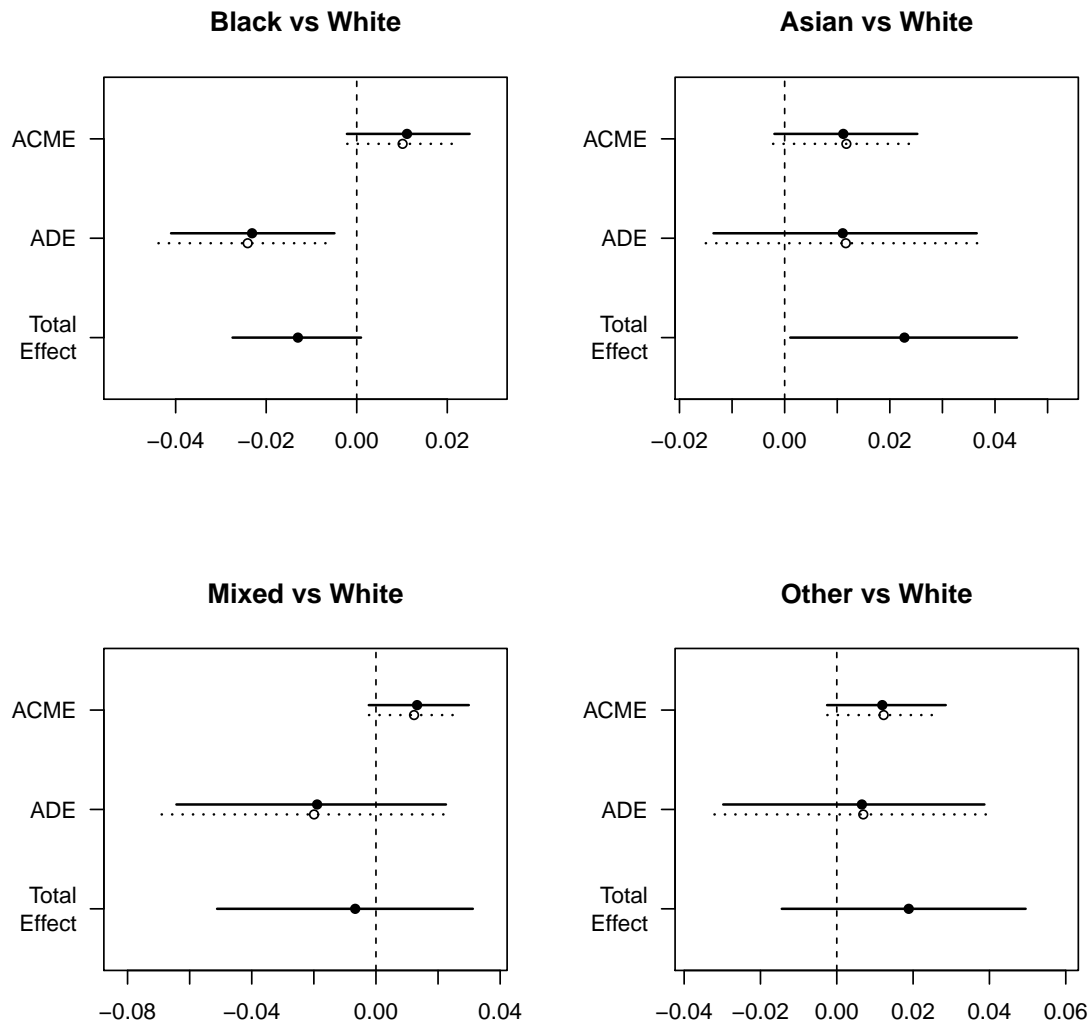 Black vs White
ACME
ADE
Total
Effect
−0.04 −0.02 0.00 0.02
Asian vs White
ACME
ADE
Total
Effect
−0.02 0.00 0.02 0.04
Mixed vs White
ACME
ADE
Total
Effect
−0.08 −0.04 0.00 0.04
Other vs White
ACME
ADE
Total
Effect
−0.04 −0.02 0.00 0.02 0.04 0.06